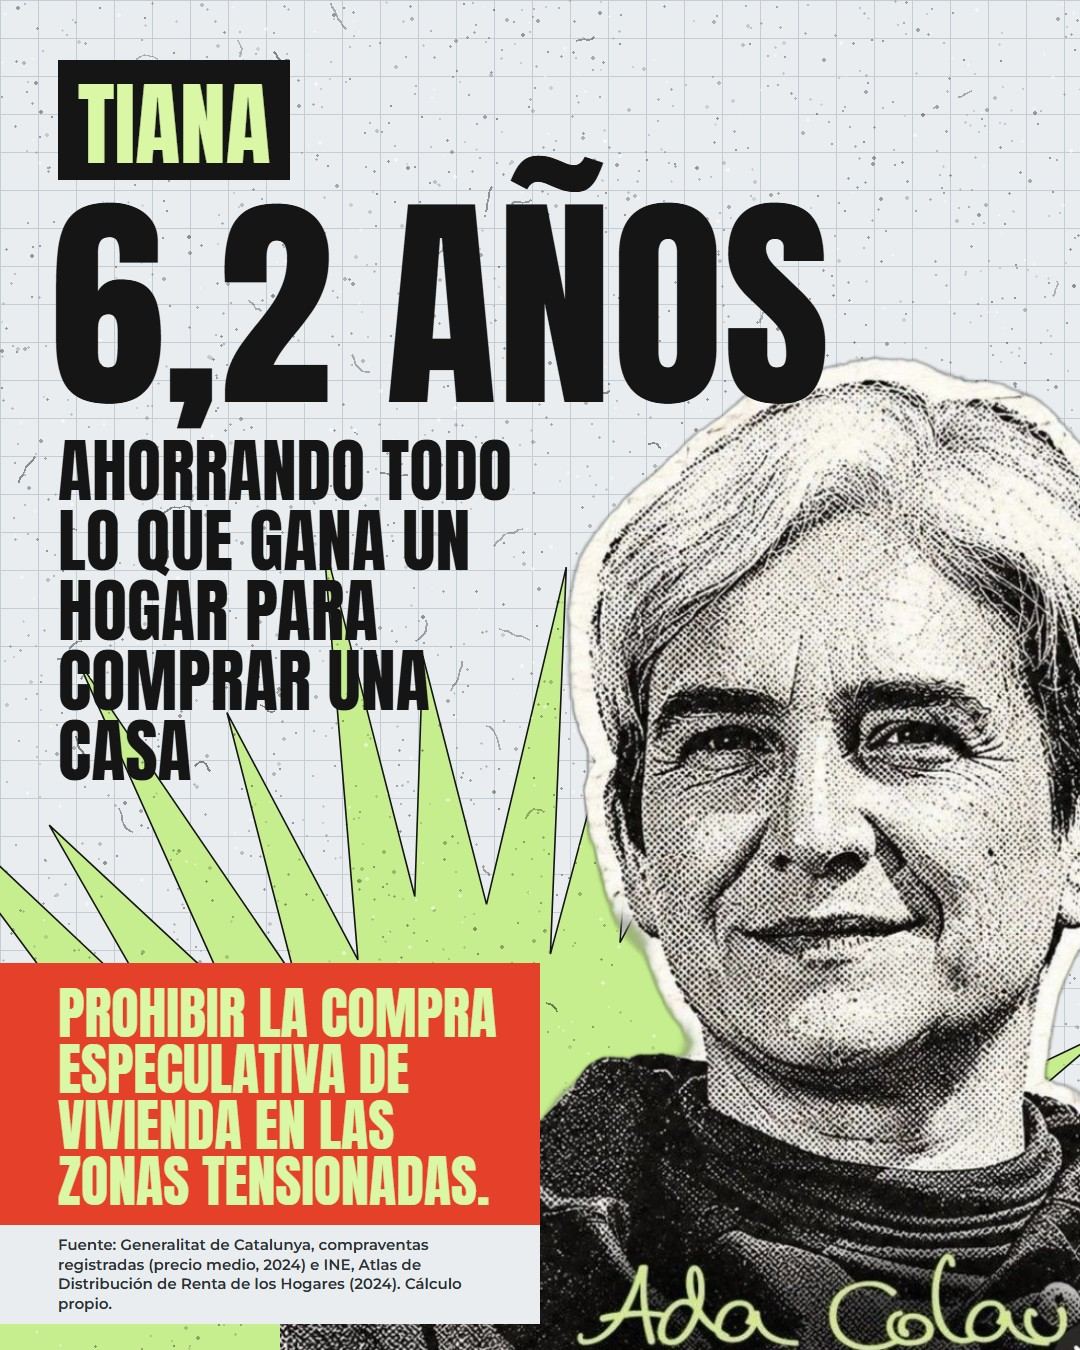 TIANA
6,2 AÑOS
AHORRANDO TODO
LO QUE GANA UN
HOGAR PARA
COMPRAR UNA
CASA
PROHIBIR LA COMPRA
ESPECULATIVA DE
VIVIENDA EN LAS
ZONAS TENSIONADAS.
Fuente: Generalitat de Catalunya, compraventas
registradas (precio medio, 2024) e INE, Atlas de
Distribución de Renta de los Hogares (2024). Cálculo
propio.
Ada Colau